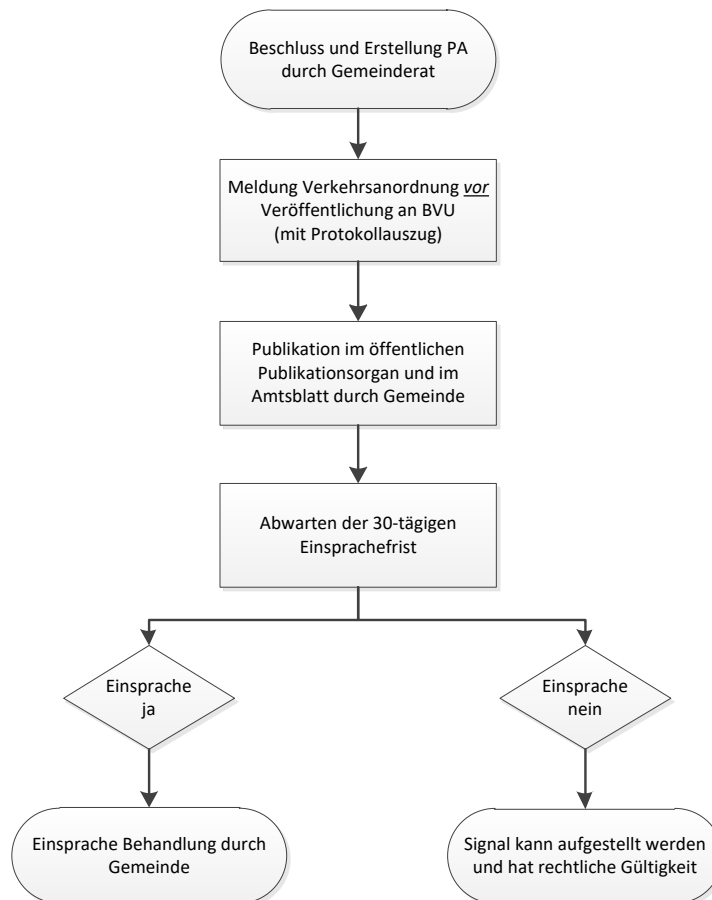 Beschluss und Erstellung PA
durch Gemeinderat
Meldung Verkehrsanordnung vor
Veröffentlichung an BVU
(mit Protokollauszug)
Publikation im öffentlichen
Publikationsorgan und im
Amtsblatt durch Gemeinde
Abwarten der 30-tägigen
Einsprachefrist
Einsprache
ja
Einsprache
nein
Einsprache Behandlung durch
Gemeinde
Signal kann aufgestellt werden
und hat rechtliche Gültigkeit